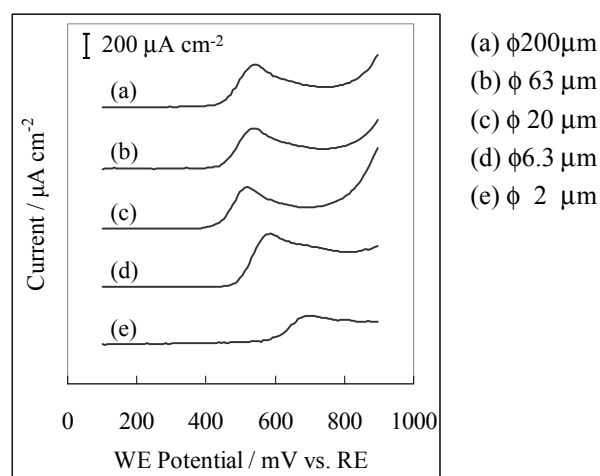 200 μA cm-2
(a)
(b)
(c)
(d)
(e)
Current / μA cm-2
0 200 400 600 800 1000
WE Potential / mV vs. RE
(a) ϕ200μm
(b) ϕ 63 μm
(c) ϕ 20 μm
(d) ϕ6.3 μm
(e) ϕ 2 μm